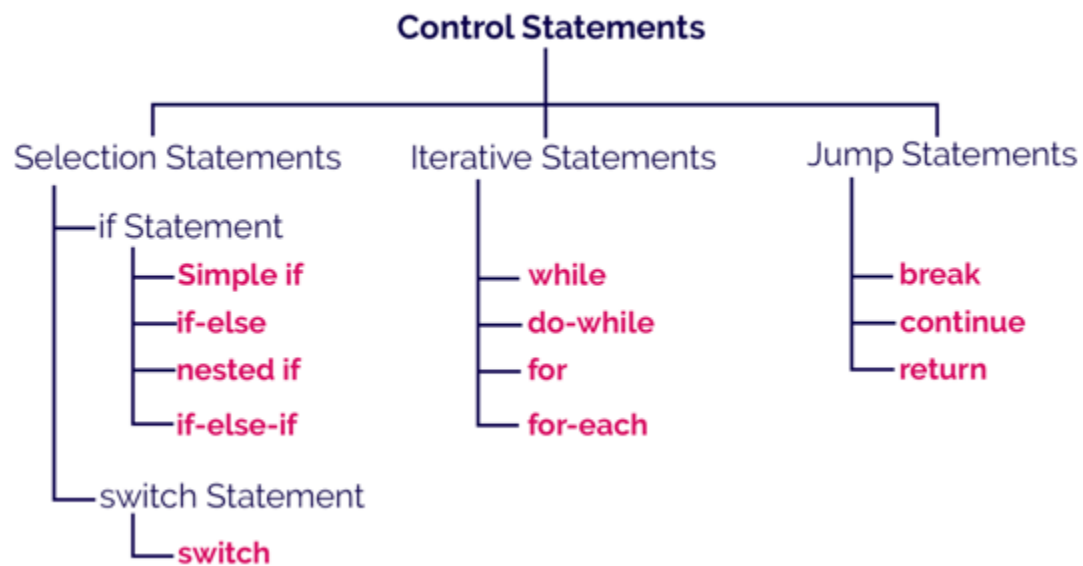 Control Statements
Selection Statements
if Statement
Simple if
if-else
nested if
if-else-if
switch Statement
switch
Iterative Statements
while
do-while
for
for-each
Jump Statements
break
continue
return